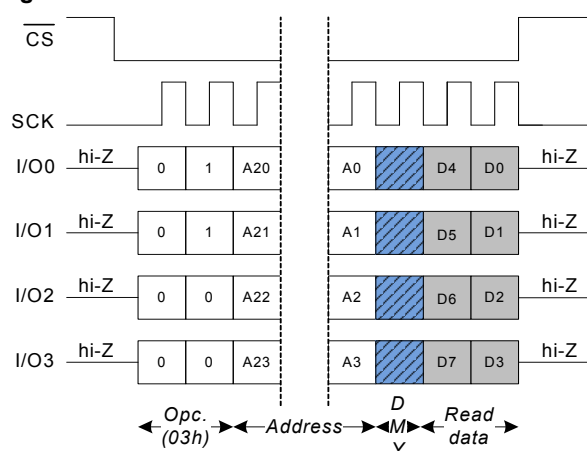 CS
SCK
I/O0 hi-Z 0 1 A20 A0 D4 D0 hi-Z
I/O1 hi-Z 0 1 A21 A1 D5 D1 hi-Z
I/O2 hi-Z 0 0 A22 A2 D6 D2 hi-Z
I/O3 hi-Z 0 0 A23 A3 D7 D3 hi-Z
Opc. (03h) Address D M Y Read data